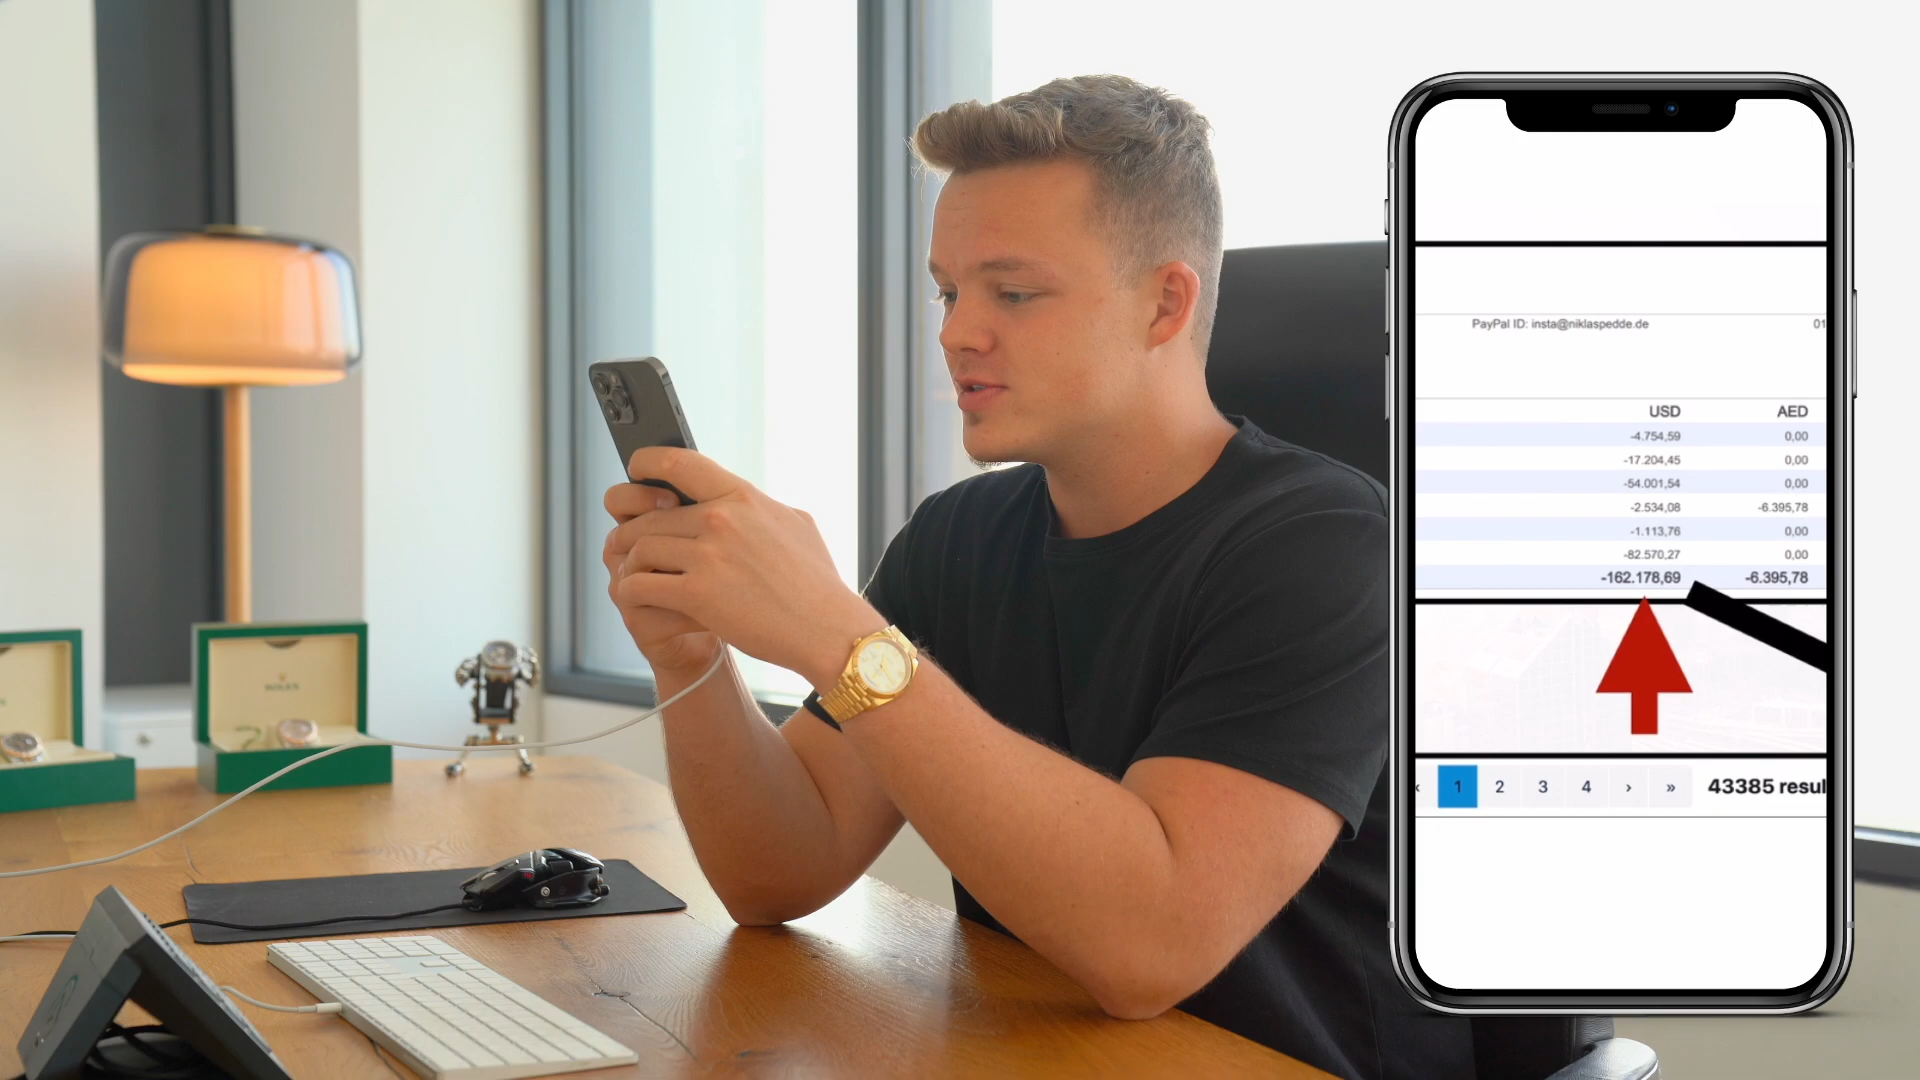 ROLEX
PayPal ID: insta@niklaspedde.de 01
USD AED
-4.754,59 0,00
-17.204,45 0,00
-54.001,54 0,00
-2.534,08 -6.395,78
-1.113,76 0,00
-82.570,27 0,00
-162.178,69 -6.395,78
‹ 1 2 3 4 › » 43385 resul